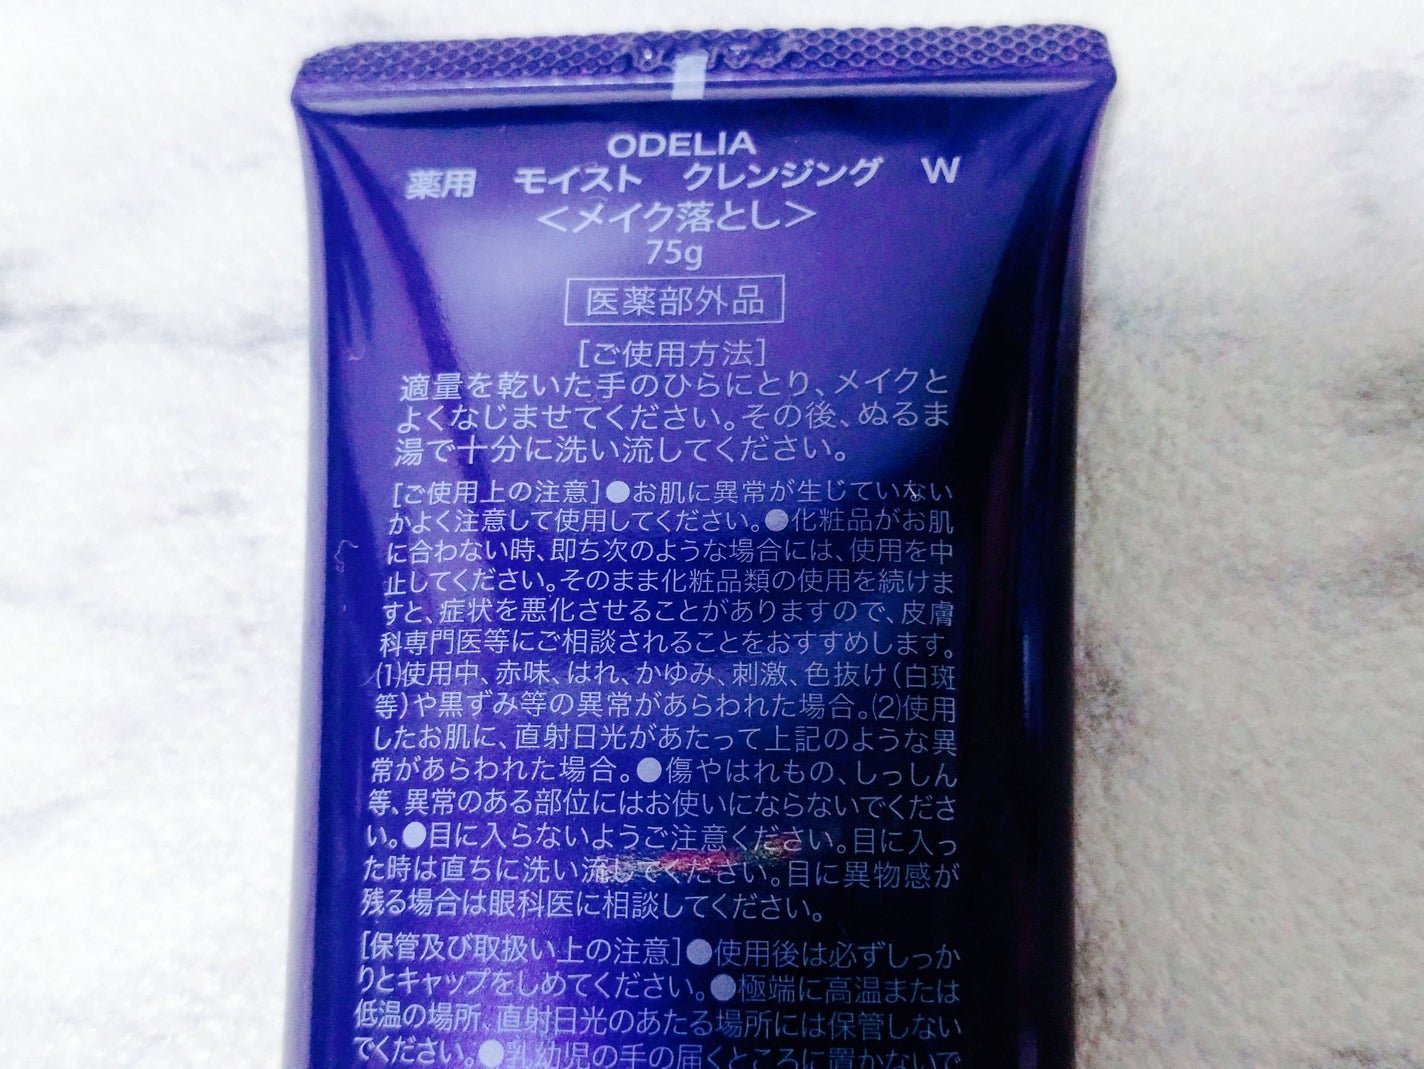 ODELIA
薬用 モイスト クレンジング W
＜メイク落とし＞
75g
医薬部外品
［ご使用方法］
適量を乾いた手のひらにとり、メイクと
よくなじませてください。その後、ぬるま
湯で十分に洗い流してください。
［ご使用上の注意］●お肌に異常が生じていない
かよく注意して使用してください。●化粧品がお肌
に合わない時、即ち次のような場合には、使用を中
止してください。そのまま化粧品類の使用を続けま
すと、症状を悪化させることがありますので、皮膚
科専門医等にご相談されることをおすすめします。
(1)使用中、赤味、はれ、かゆみ、刺激、色抜け（白斑
等）や黒ずみ等の異常があらわれた場合。(2)使用
したお肌に、直射日光があたって上記のような異
常があらわれた場合。●傷やはれもの、しっしん
等、異常のある部位にはお使いにならないでくださ
い。●目に入らないようご注意ください。目に入っ
た時は直ちに洗い流してください。目に異物感が
残る場合は眼科医に相談してください。
［保管及び取扱い上の注意］●使用後は必ずしっか
りとキャップをしめてください。●極端に高温または
低温の場所、直射日光のあたる場所には保管しない
でください。●乳幼児の手の届くところに置かないで